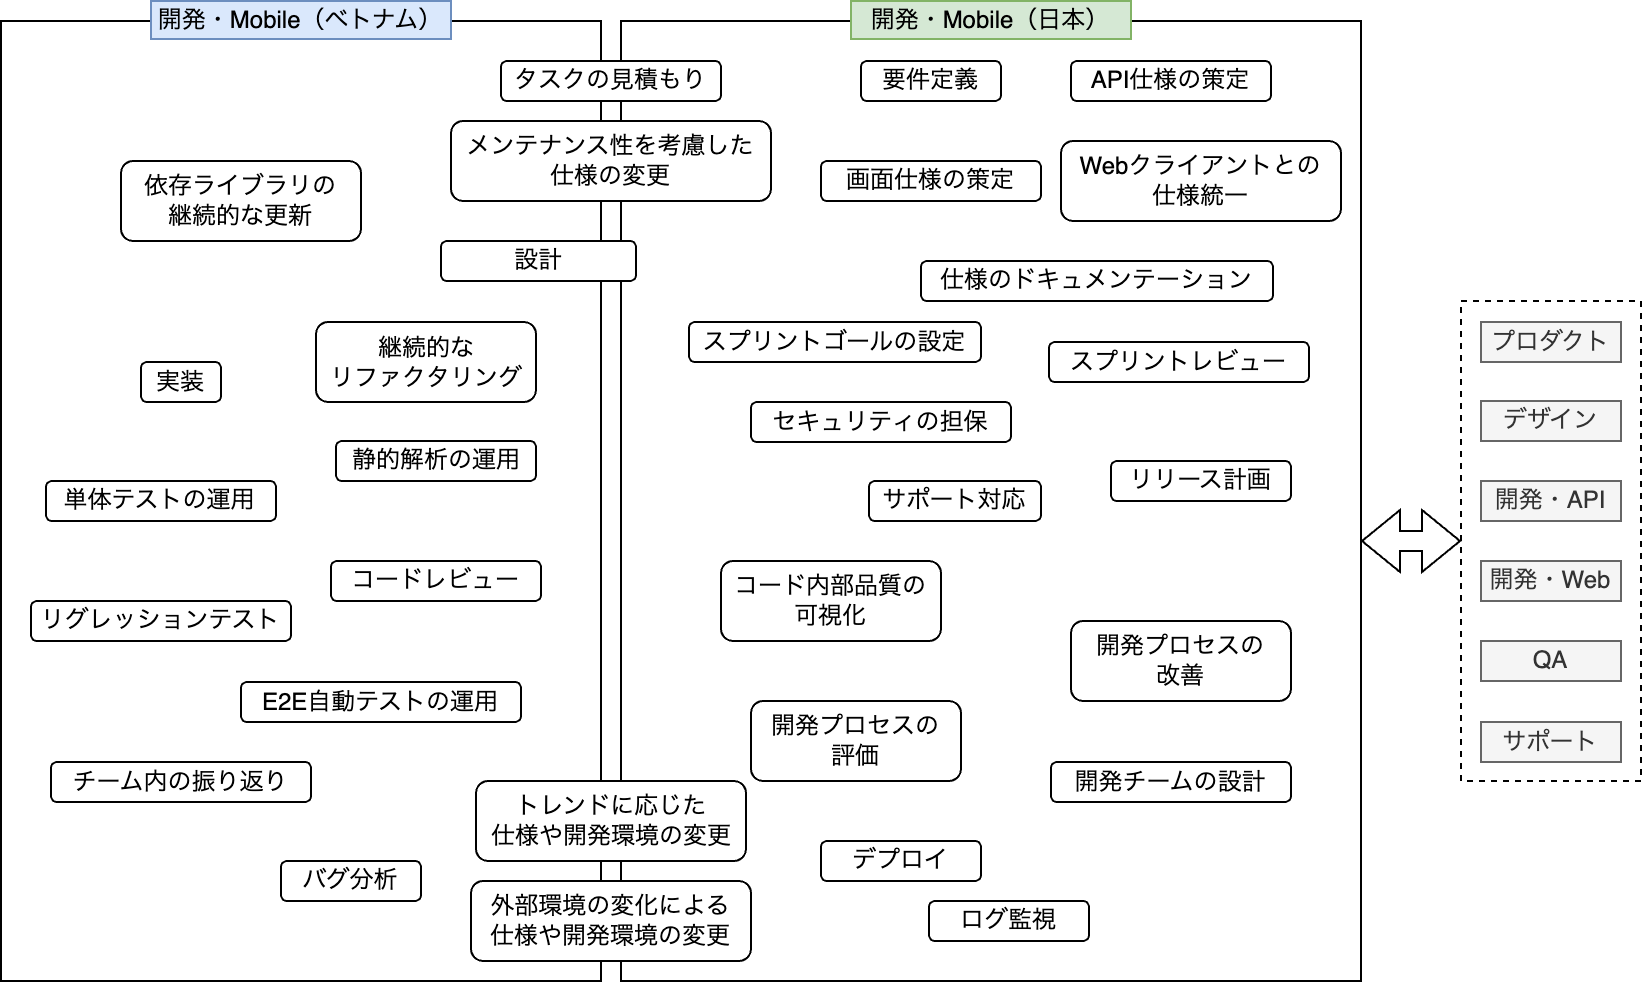 開発・Mobile（ベトナム）
開発・Mobile（日本）
タスクの見積もり
要件定義
API仕様の策定
メンテナンス性を考慮した
仕様の変更
依存ライブラリの
継続的な更新
画面仕様の策定
Webクライアントとの
仕様統一
設計
仕様のドキュメンテーション
継続的な
リファクタリング
実装
スプリントゴールの設定
スプリントレビュー
セキュリティの担保
静的解析の運用
単体テストの運用
サポート対応
リリース計画
コードレビュー
リグレッションテスト
コード内部品質の
可視化
開発プロセスの
改善
E2E自動テストの運用
開発プロセスの
評価
チーム内の振り返り
開発チームの設計
トレンドに応じた
仕様や開発環境の変更
デプロイ
バグ分析
外部環境の変化による
仕様や開発環境の変更
ログ監視
プロダクト
デザイン
開発・API
開発・Web
QA
サポート